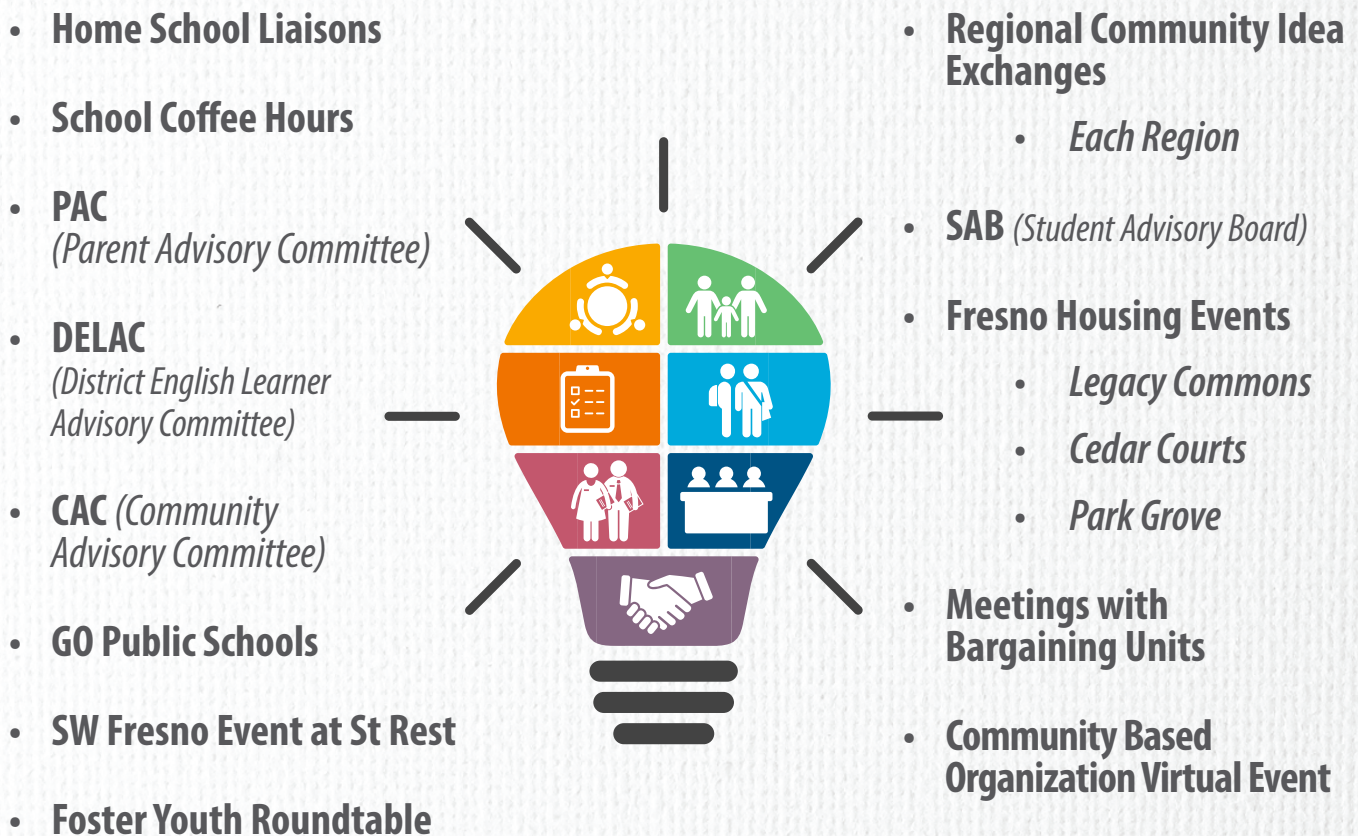 • Home School Liaisons
• School Coffee Hours
• PAC
(Parent Advisory Committee)
• DELAC
(District English Learner
Advisory Committee)
• CAC (Community
Advisory Committee)
• GO Public Schools
• SW Fresno Event at St Rest
• Foster Youth Roundtable
• Regional Community Idea
Exchanges
• Each Region
• SAB (Student Advisory Board)
• Fresno Housing Events
• Legacy Commons
• Cedar Courts
• Park Grove
• Meetings with
Bargaining Units
• Community Based
Organization Virtual Event